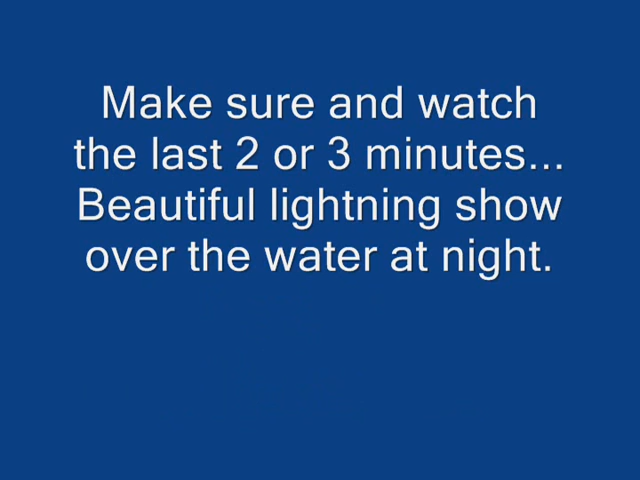 Make sure and watch
the last 2 or 3 minutes...
Beautiful lightning show
over the water at night.